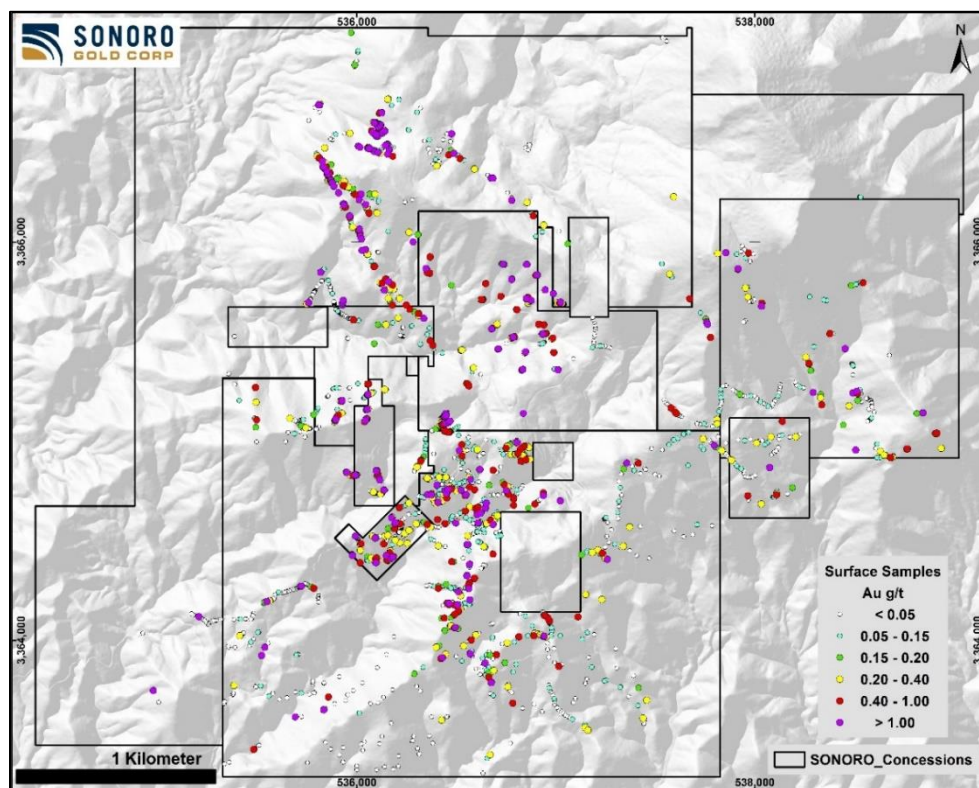 SONORO
GOLD CORP
536,000
538,000
N
3,366,000
3,366,000
3,364,000
3,364,000
Surface Samples
Au g/t
< 0.05
0.05 - 0.15
0.15 - 0.20
0.20 - 0.40
0.40 - 1.00
> 1.00
1 Kilometer
SONORO_Concessions
536,000
538,000